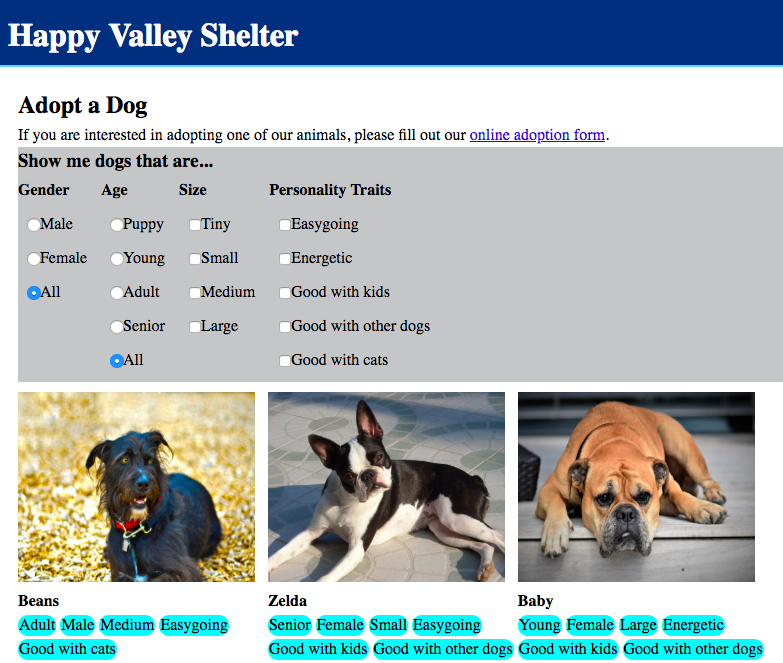 Happy Valley Shelter
Adopt a Dog
If you are interested in adopting one of our animals, please fill out our online adoption form.
Show me dogs that are...
Gender Age Size Personality Traits
Male Puppy Tiny Easygoing
Female Young Small Energetic
All Adult Medium Good with kids
Senior Large Good with other dogs
All Good with cats
Beans Zelda Baby
Adult Male Medium Easygoing Senior Female Small Easygoing Young Female Large Energetic
Good with cats Good with kids Good with other dogs Good with kids Good with other dogs